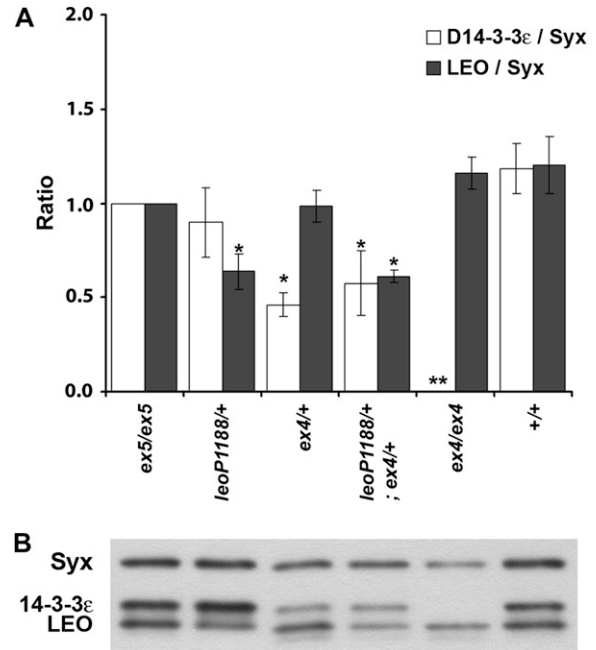 A
2.0
1.5
1.0
0.5
0.0
Ratio
D14-3-3ε / Syx
LEO / Syx
*
*
*
*
**
ex5/ex5
leoP1188/+
ex4/+
leoP1188/+
; ex4/+
ex4/ex4
+/+
B
Syx
14-3-3ε
LEO